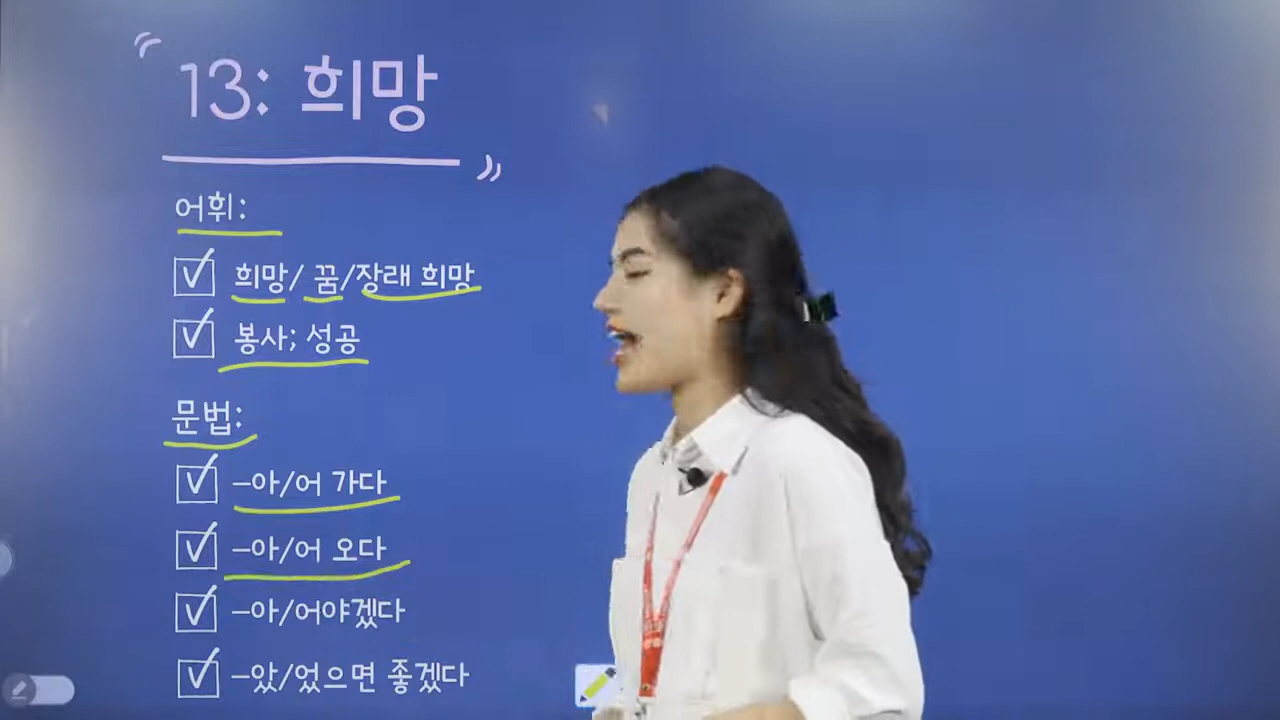 13: 희망
어휘:
희망/ 꿈/장래 희망
봉사; 성공
문법:
-아/어 가다
-아/어 오다
-아/어야겠다
-았/었으면 좋겠다